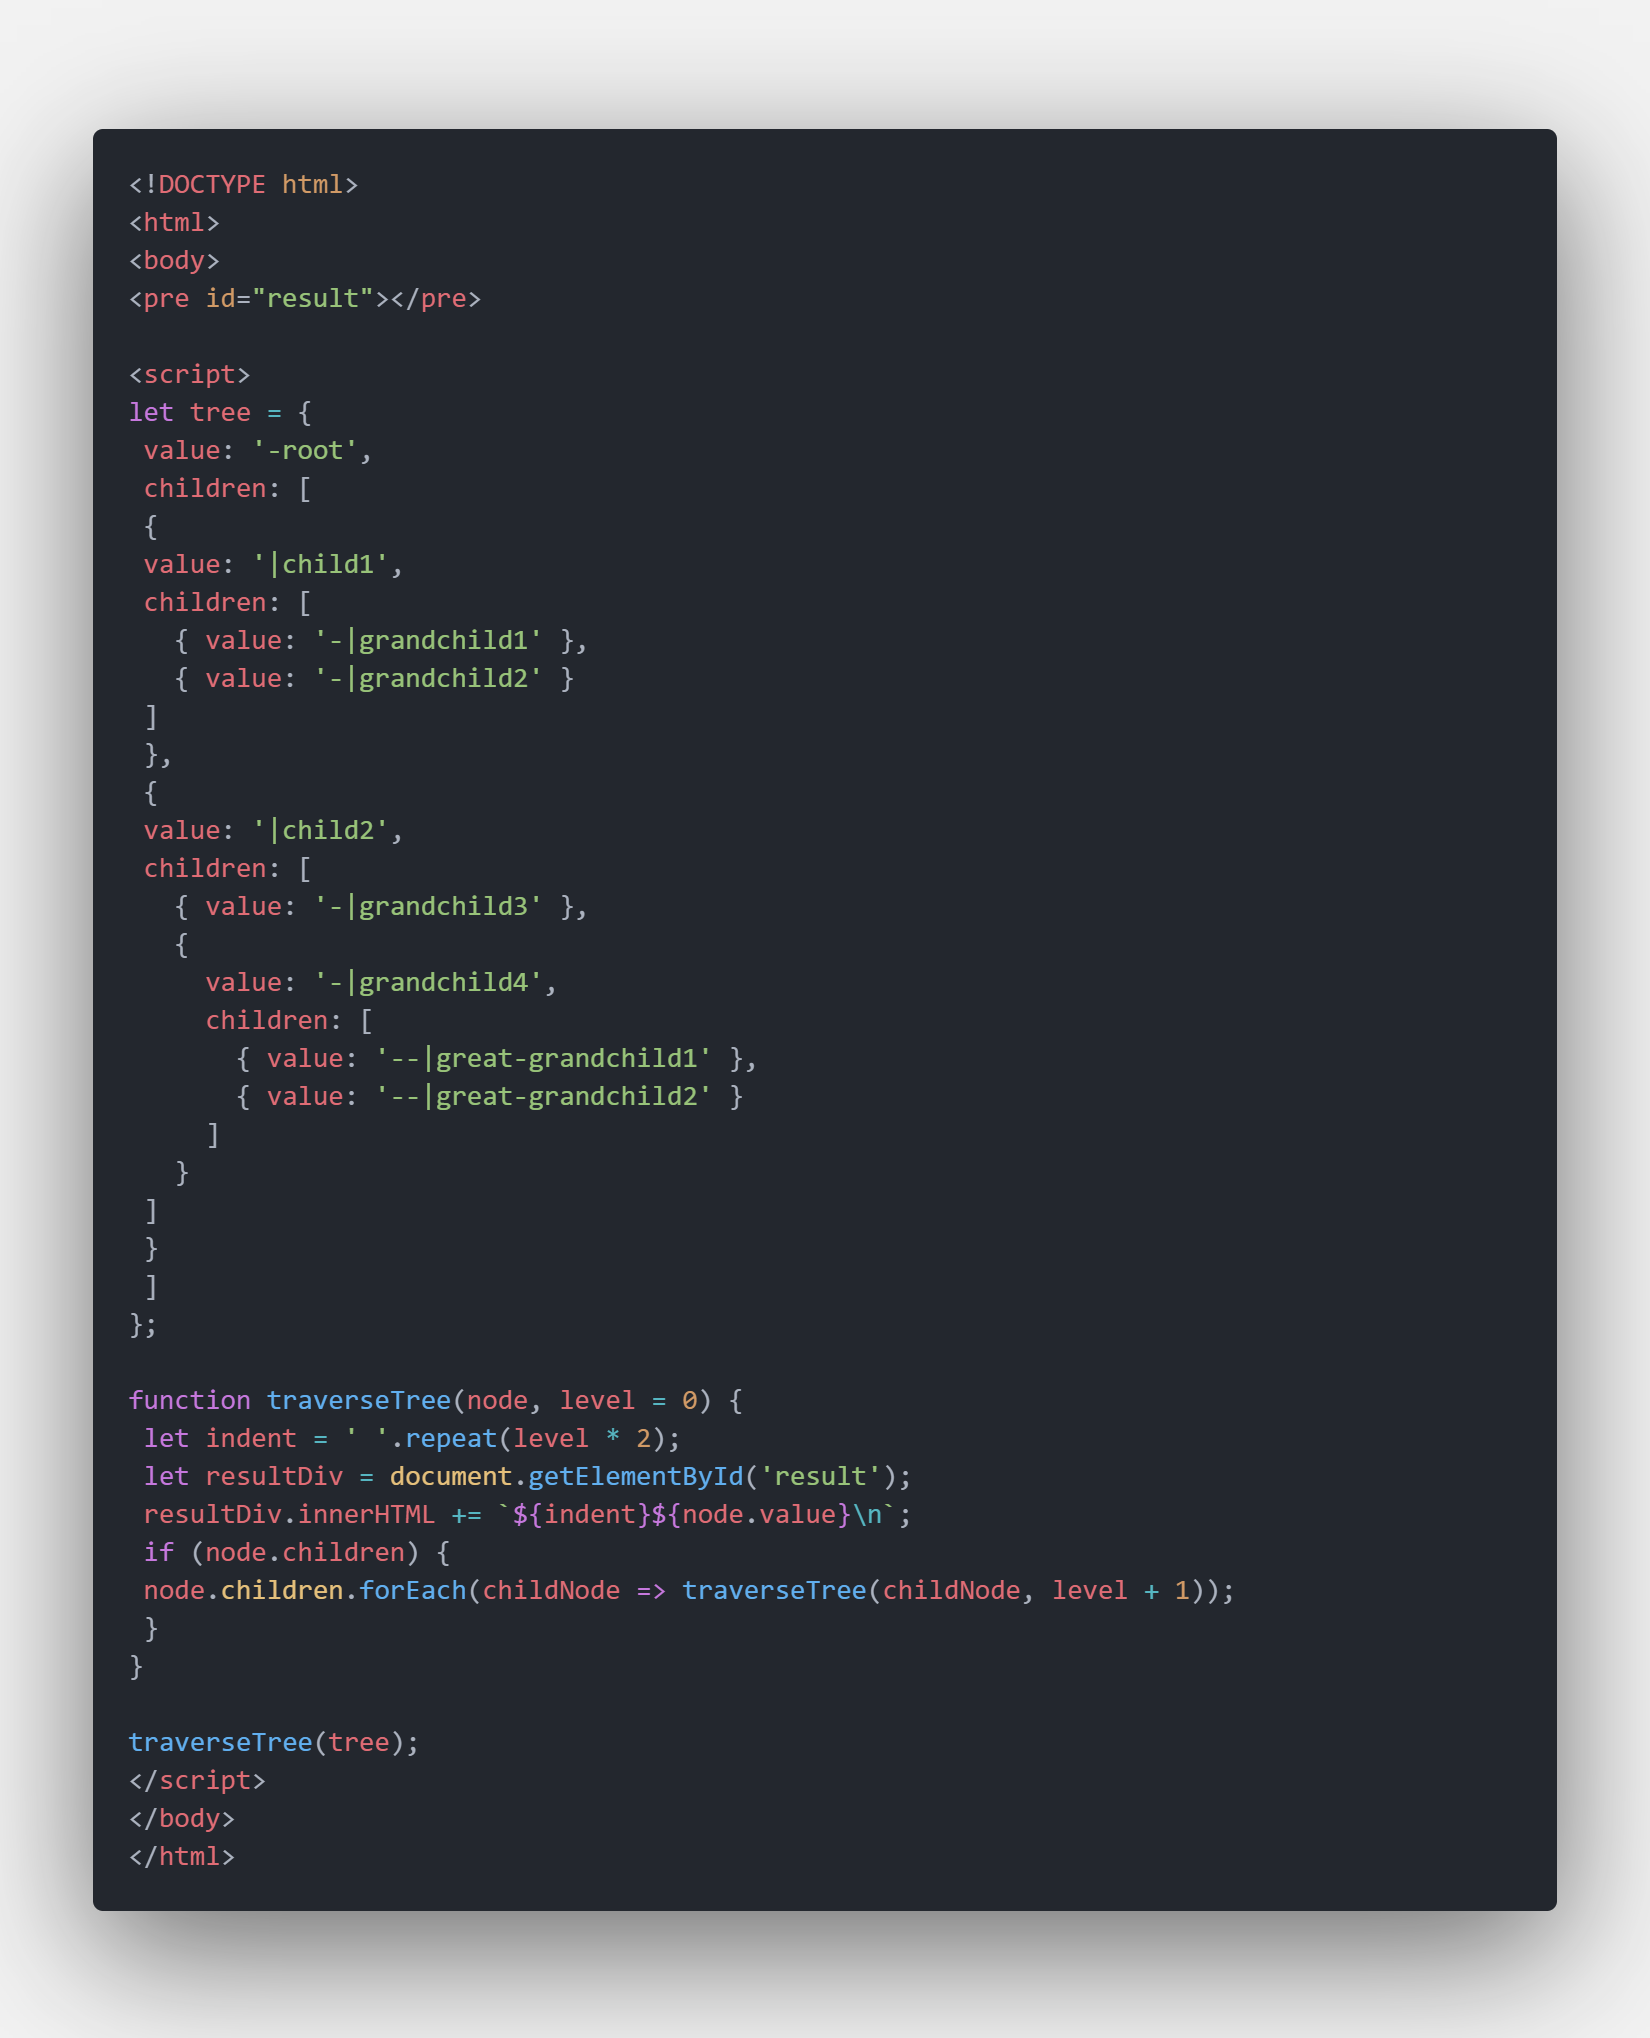 <!DOCTYPE html>
<html>
<body>
<pre id="result"></pre>

<script>
let tree = {
 value: '-root',
 children: [
 {
 value: '|child1',
 children: [
   { value: '-|grandchild1' },
   { value: '-|grandchild2' }
 ]
 },
 {
 value: '|child2',
 children: [
   { value: '-|grandchild3' },
   {
     value: '-|grandchild4',
     children: [
       { value: '--|great-grandchild1' },
       { value: '--|great-grandchild2' }
     ]
   }
 ]
 }
 ]
};

function traverseTree(node, level = 0) {
 let indent = ' '.repeat(level * 2);
 let resultDiv = document.getElementById('result');
 resultDiv.innerHTML += `${indent}${node.value}\n`;
 if (node.children) {
 node.children.forEach(childNode => traverseTree(childNode, level + 1));
 }
}

traverseTree(tree);
</script>
</body>
</html>